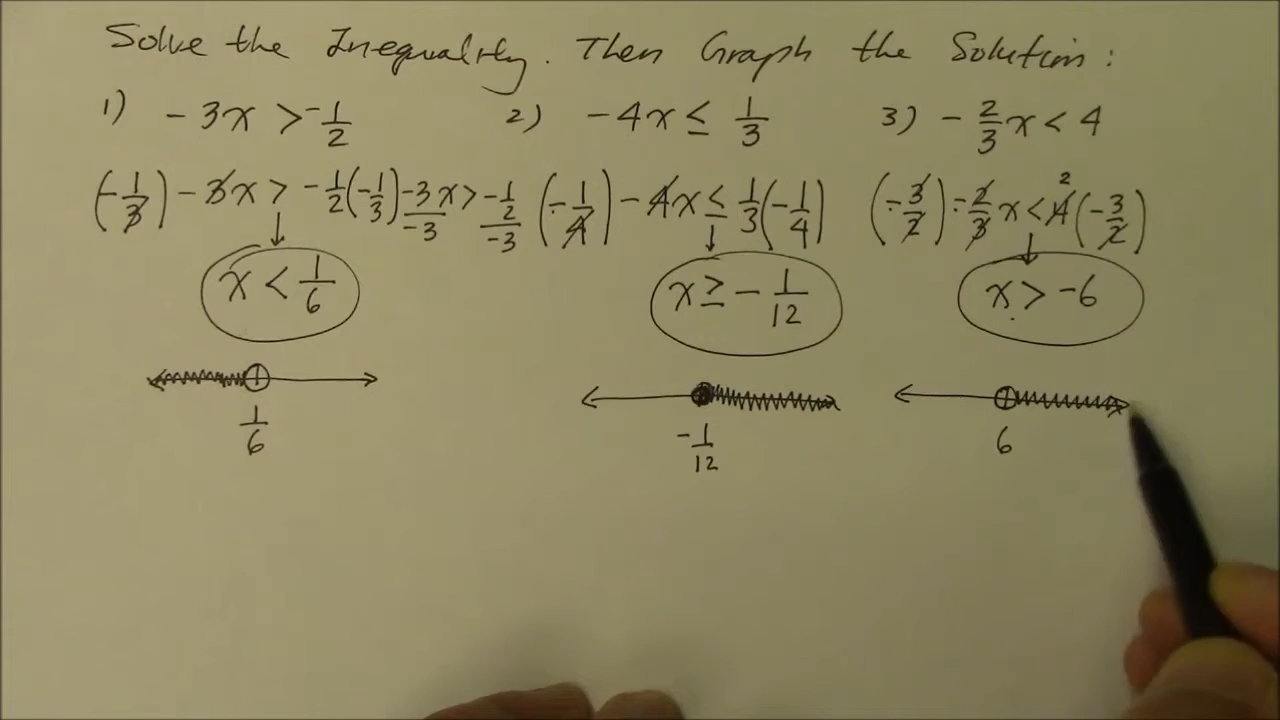 Solve the Inequality. Then Graph the Solution:
1) -3x > -1/2 2) -4x ≤ 1/3 3) -2/3x < 4
(-1/3) -3x > -1/2(-1/3) -3x/-3 > -1/2/-3 (-1/4) -4x ≤ 1/3(-1/4) (-3/2) -2/3x < 4(-3/2) 2
x < 1/6 x ≥ -1/12 x > -6
1/6 -1/12 6